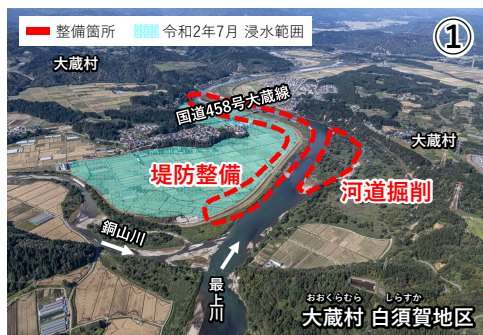 整備箇所 令和2年7月 浸水範囲
①
大蔵村
国道458号大蔵線
大蔵村
堤防整備
河道掘削
銅山川
最上川
おおくらむら しらすか
大蔵村 白須賀地区